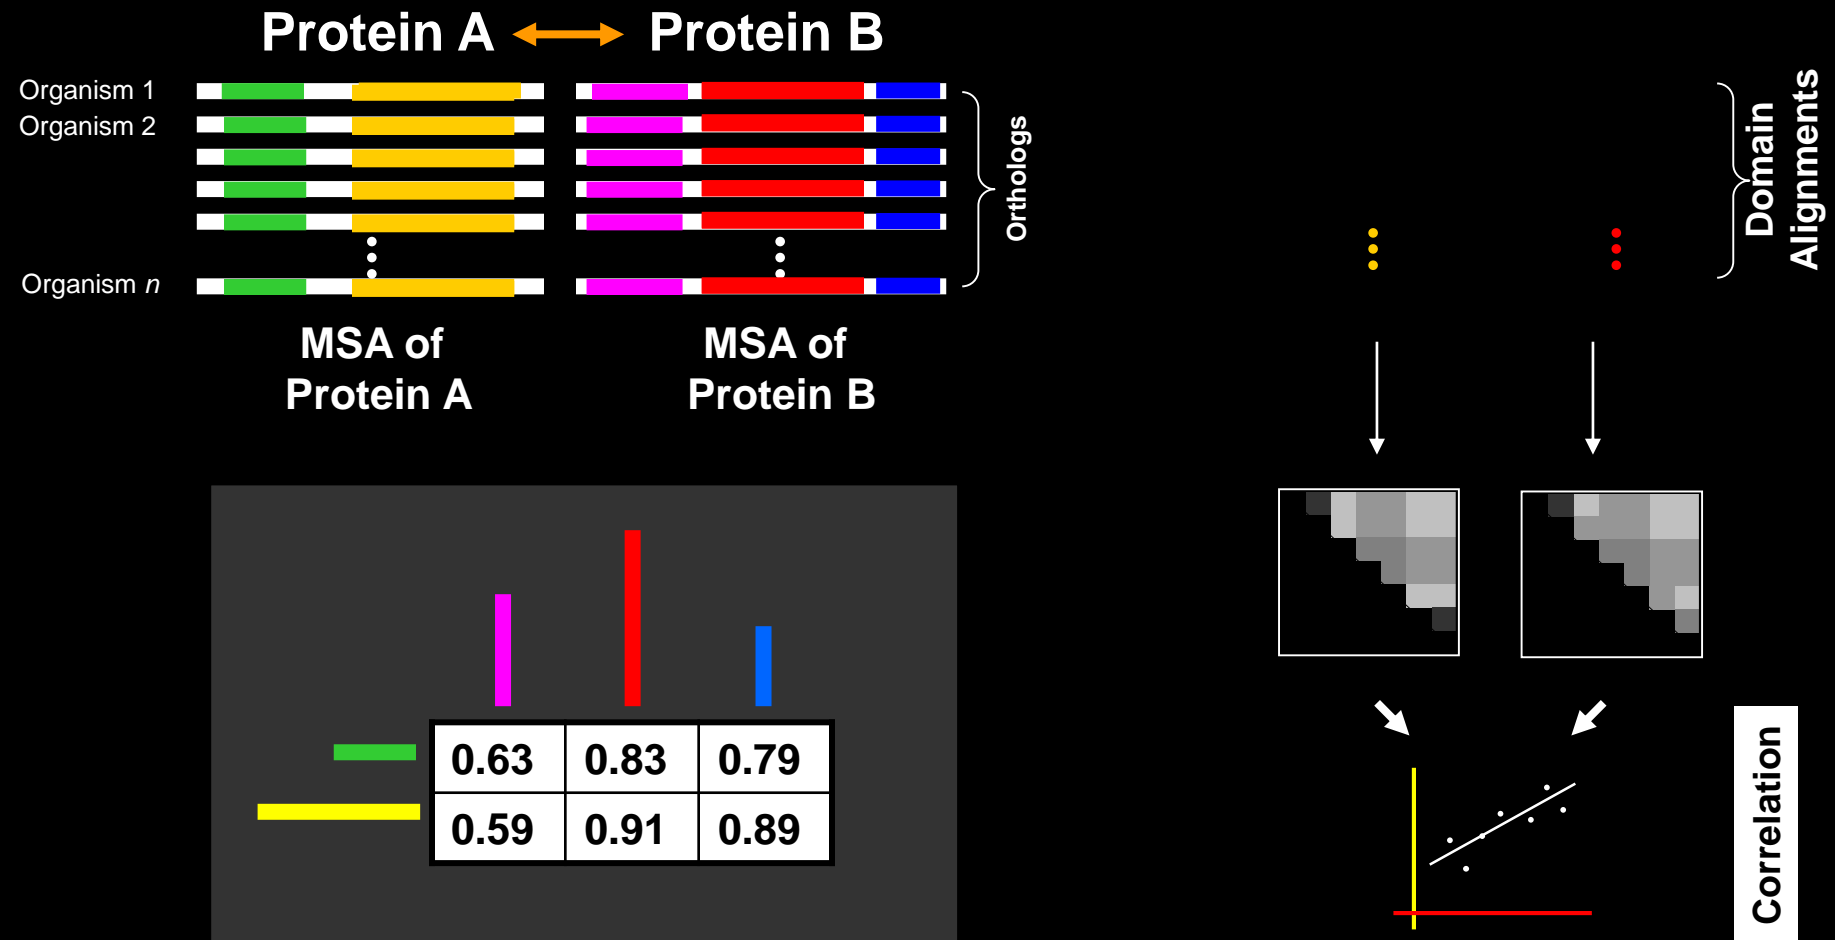 Protein A
Protein B
Organism 1
Organism 2
Organism n
Orthologs
MSA of
Protein A
MSA of
Protein B
Domain
Alignments
0.63 0.83 0.79
0.59 0.91 0.89
Correlation